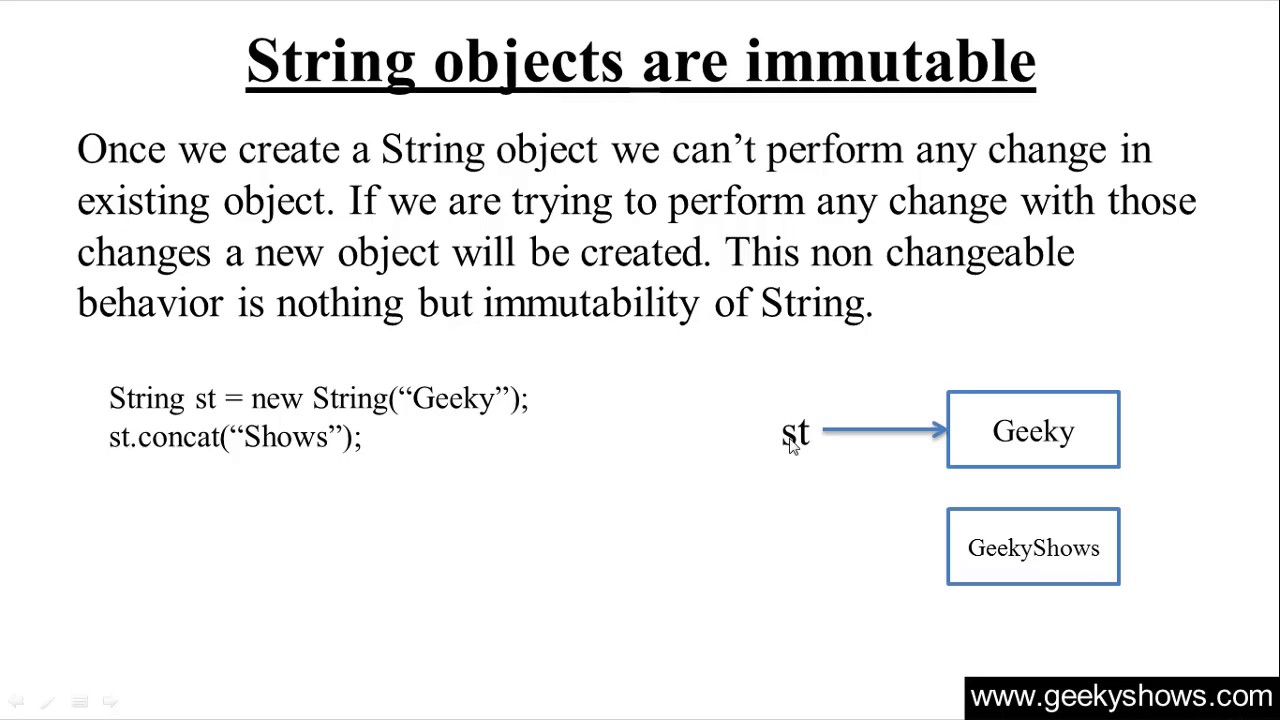 String objects are immutable
Once we create a String object we can’t perform any change in
existing object. If we are trying to perform any change with those
changes a new object will be created. This non changeable
behavior is nothing but immutability of String.
String st = new String(“Geeky”);
st.concat(“Shows”);
st
Geeky
GeekyShows
www.geekyshows.com